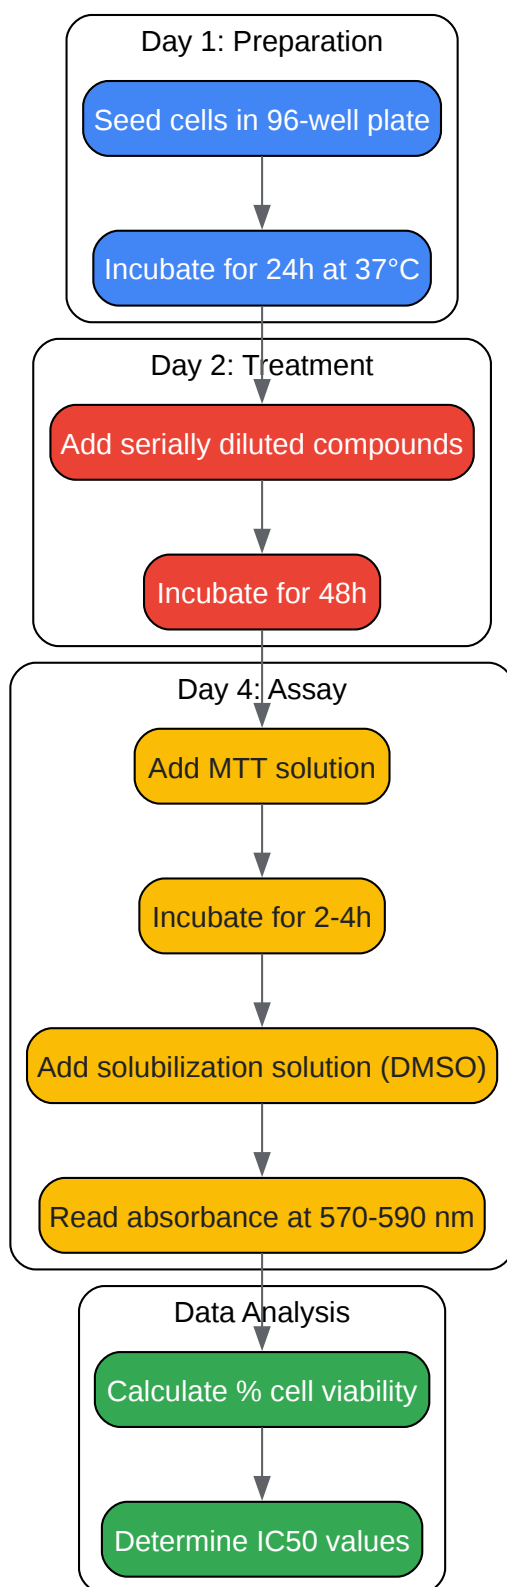 Day 1: Preparation
Seed cells in 96-well plate
Incubate for 24h at 37°C
Day 2: Treatment
Add serially diluted compounds
Incubate for 48h
Day 4: Assay
Add MTT solution
Incubate for 2-4h
Add solubilization solution (DMSO)
Read absorbance at 570-590 nm
Data Analysis
Calculate % cell viability
Determine IC50 values